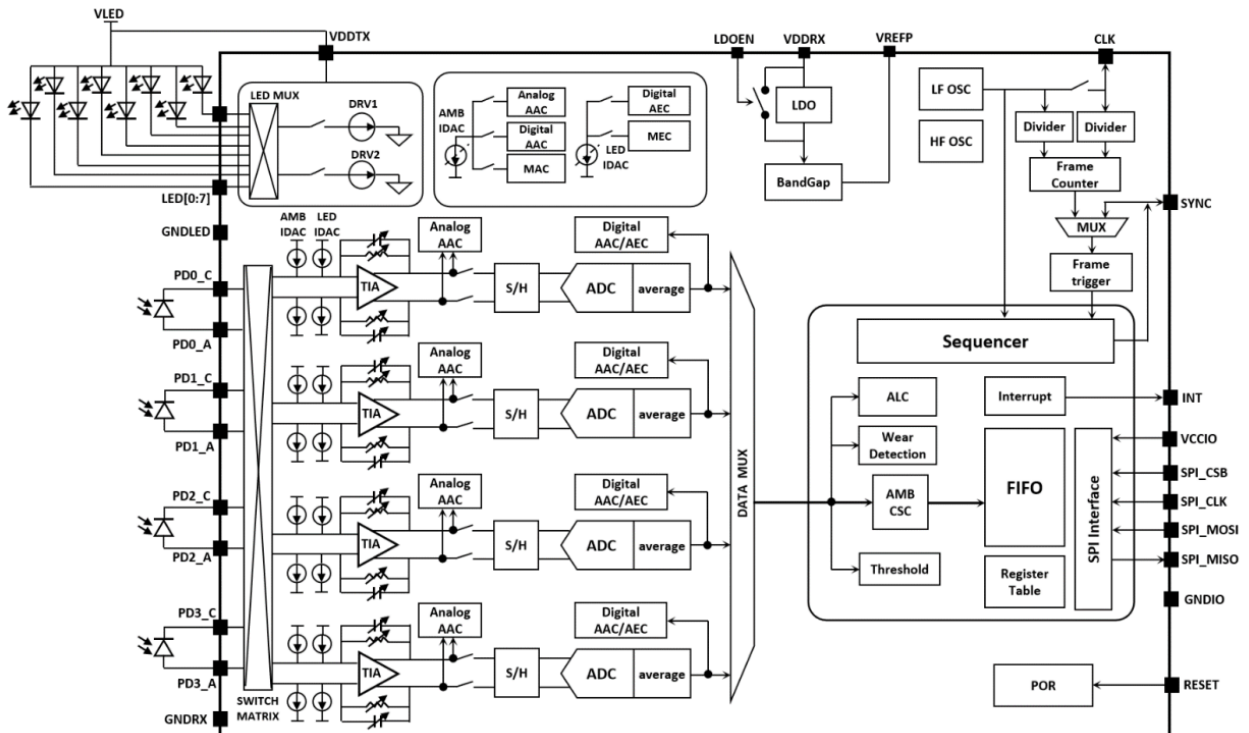 VLED
VDDTX
LDOEN
VDDRX
VREFP
CLK
LED MUX
DRV1
DRV2
AMB
IDAC
Analog
AAC
Digital
AAC
MAC
Digital
AEC
MEC
LED
IDAC
LDO
BandGap
LF OSC
HF OSC
Divider
Divider
Frame
Counter
MUX
Frame
trigger
SYNC
LED[0:7]
GNDLED
AMB
IDAC
LED
IDAC
PD0_C
PD0_A
TIA
Analog
AAC
S/H
Digital
AAC/AEC
ADC
average
PD1_C
PD1_A
TIA
Analog
AAC
S/H
Digital
AAC/AEC
ADC
average
PD2_C
PD2_A
TIA
Analog
AAC
S/H
Digital
AAC/AEC
ADC
average
PD3_C
PD3_A
TIA
Analog
AAC
S/H
Digital
AAC/AEC
ADC
average
GNDRX
SWITCH
MATRIX
DATA MUX
Sequencer
ALC
Wear
Detection
AMB
CSC
Threshold
Interrupt
FIFO
Register
Table
SPI Interface
INT
VCCIO
SPI_CSB
SPI_CLK
SPI_MOSI
SPI_MISO
GNDIO
POR
RESET